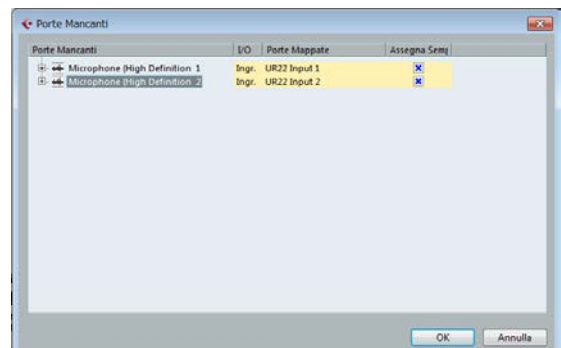 Porte Mancanti
Porte Mancanti I/O Porte Mappate Assegna Semp
Microphone (High Definition 1 Ingr. UR22 Input 1
Microphone (High Definition 2 Ingr. UR22 Input 2
OK Annulla